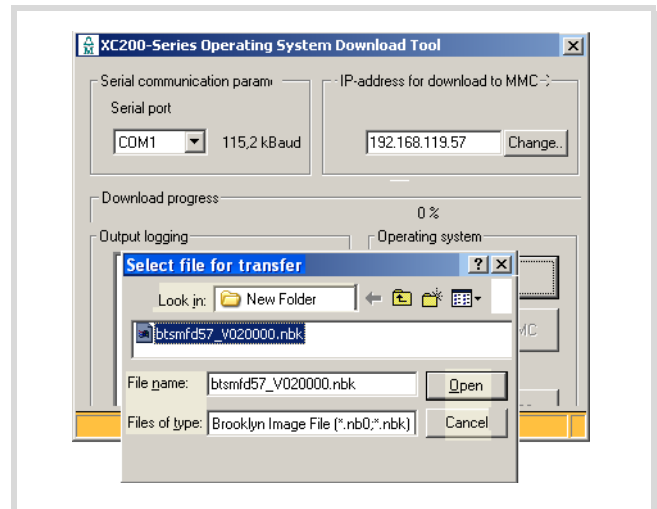 XC200-Series Operating System Download Tool
Serial communication param
IP-address for download to MMC
Serial port
COM1 115,2 kBaud
192.168.119.57 Change..
Download progress
0 %
Output logging
Operating system
Select file for transfer
Look in: New Folder
btsmfd57_V020000.nbk
File name: btsmfd57_V020000.nbk Open
Files of type: Brooklyn Image File (*.nb0;*.nbk) Cancel